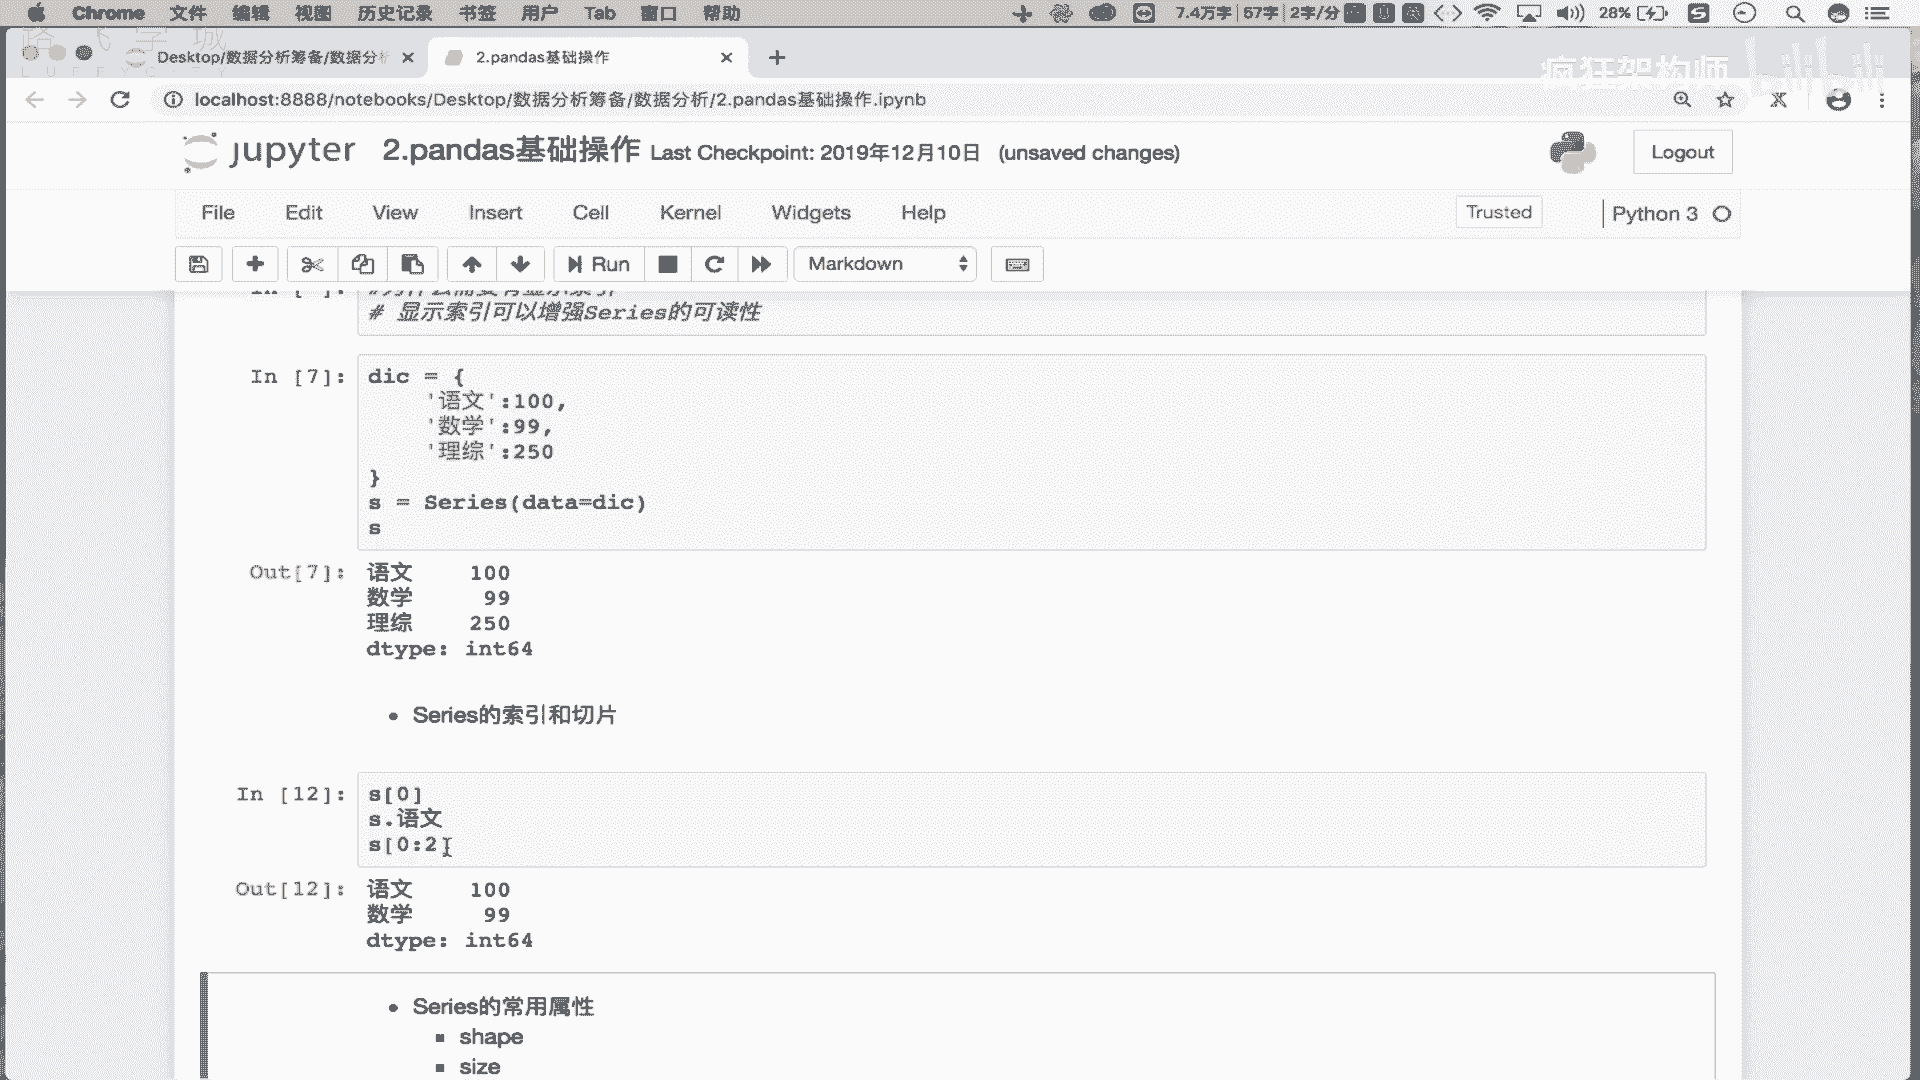 Chrome 文件 编辑 视图 历史记录 书签 用户 Tab 窗口 帮助 7.4万字 57字 2字/分 28%
Desktop/数据分析筹备/数据分析 2.pandas基础操作
疯狂架构师 bilibili
localhost:8888/notebooks/Desktop/数据分析筹备/数据分析/2.pandas基础操作.ipynb
jupyter 2.pandas基础操作 Last Checkpoint: 2019年12月10日 (unsaved changes) Logout
File Edit View Insert Cell Kernel Widgets Help Trusted Python 3
Run Markdown
# 显示索引可以增强Series的可读性
In [7]: dic = {
'语文':100,
'数学':99,
'理综':250
}
s = Series(data=dic)
s
Out[7]: 语文 100
数学 99
理综 250
dtype: int64
Series的索引和切片
In [12]: s[0]
s.语文
s[0:2]
Out[12]: 语文 100
数学 99
dtype: int64
Series的常用属性
shape
size